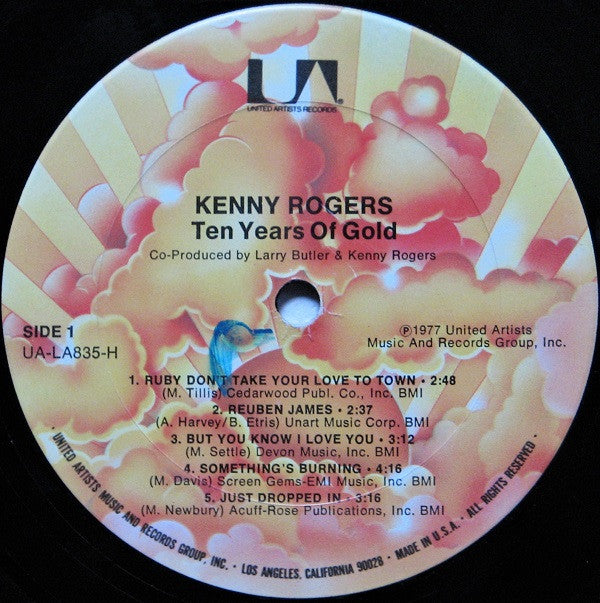 UA
UNITED ARTISTS RECORDS
KENNY ROGERS
Ten Years Of Gold
Co-Produced by Larry Butler & Kenny Rogers
SIDE 1
UA-LA835-H
℗1977 United Artists
Music And Records Group, Inc.
1. RUBY DON'T TAKE YOUR LOVE TO TOWN • 2:48
(M. Tillis) Cedarwood Publ. Co., Inc. BMI
2. REUBEN JAMES • 2:37
(A. Harvey/B. Etris) Unart Music Corp. BMI
3. BUT YOU KNOW I LOVE YOU • 3:12
(M. Settle) Devon Music, Inc. BMI
4. SOMETHING'S BURNING • 4:16
(M. Davis) Screen Gems-EMI Music, Inc. BMI
5. JUST DROPPED IN • 3:16
(M. Newbury) Acuff-Rose Publications, Inc. BMI
• UNITED ARTISTS MUSIC AND RECORDS GROUP, INC. • LOS ANGELES, CALIFORNIA 90028 • MADE IN U.S.A. • ALL RIGHTS RESERVED •